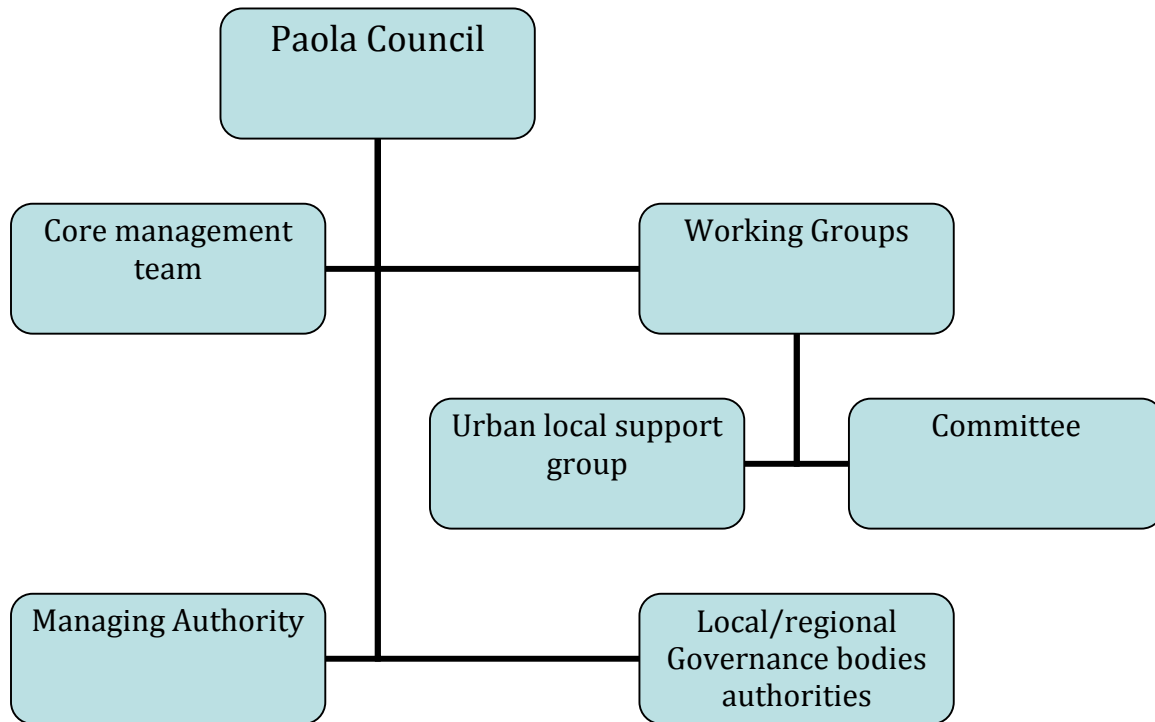 Paola Council
Core management
team
Working Groups
Urban local support
group
Committee
Managing Authority
Local/regional
Governance bodies
authorities